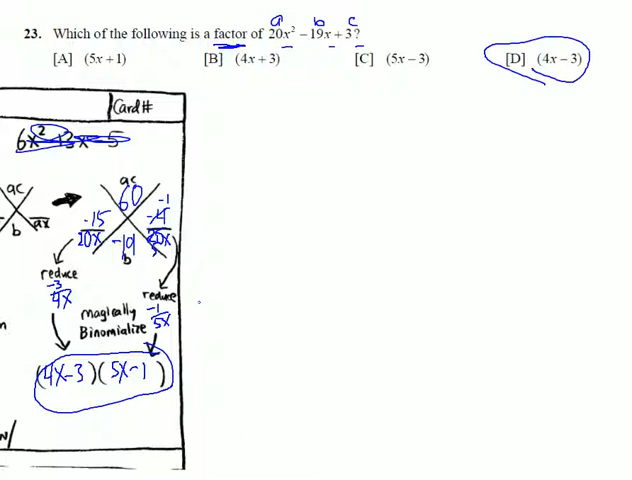 a b c
23. Which of the following is a factor of 20x² − 19x + 3?
[A] (5x + 1) [B] (4x + 3) [C] (5x − 3) [D] (4x − 3)
Card#
6x² +13x − 5
ac ac
60 -1
-15 -4
ax 20x -19 20x
b b 5
reduce
-3 reduce
4x -1
magically 5x
Binomialize
(4x-3)(5x-1)